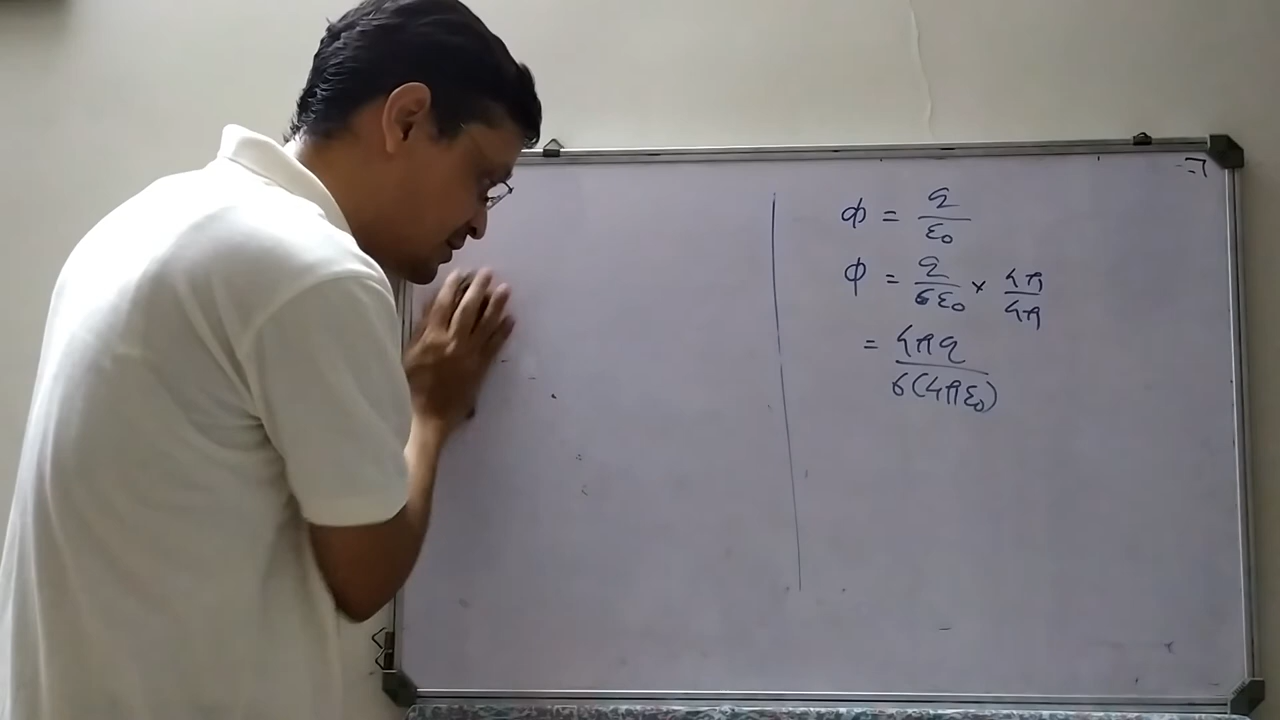 φ = q/ε₀
φ = q/6ε₀ × 4π/4π
= 4πq/6(4πε₀)